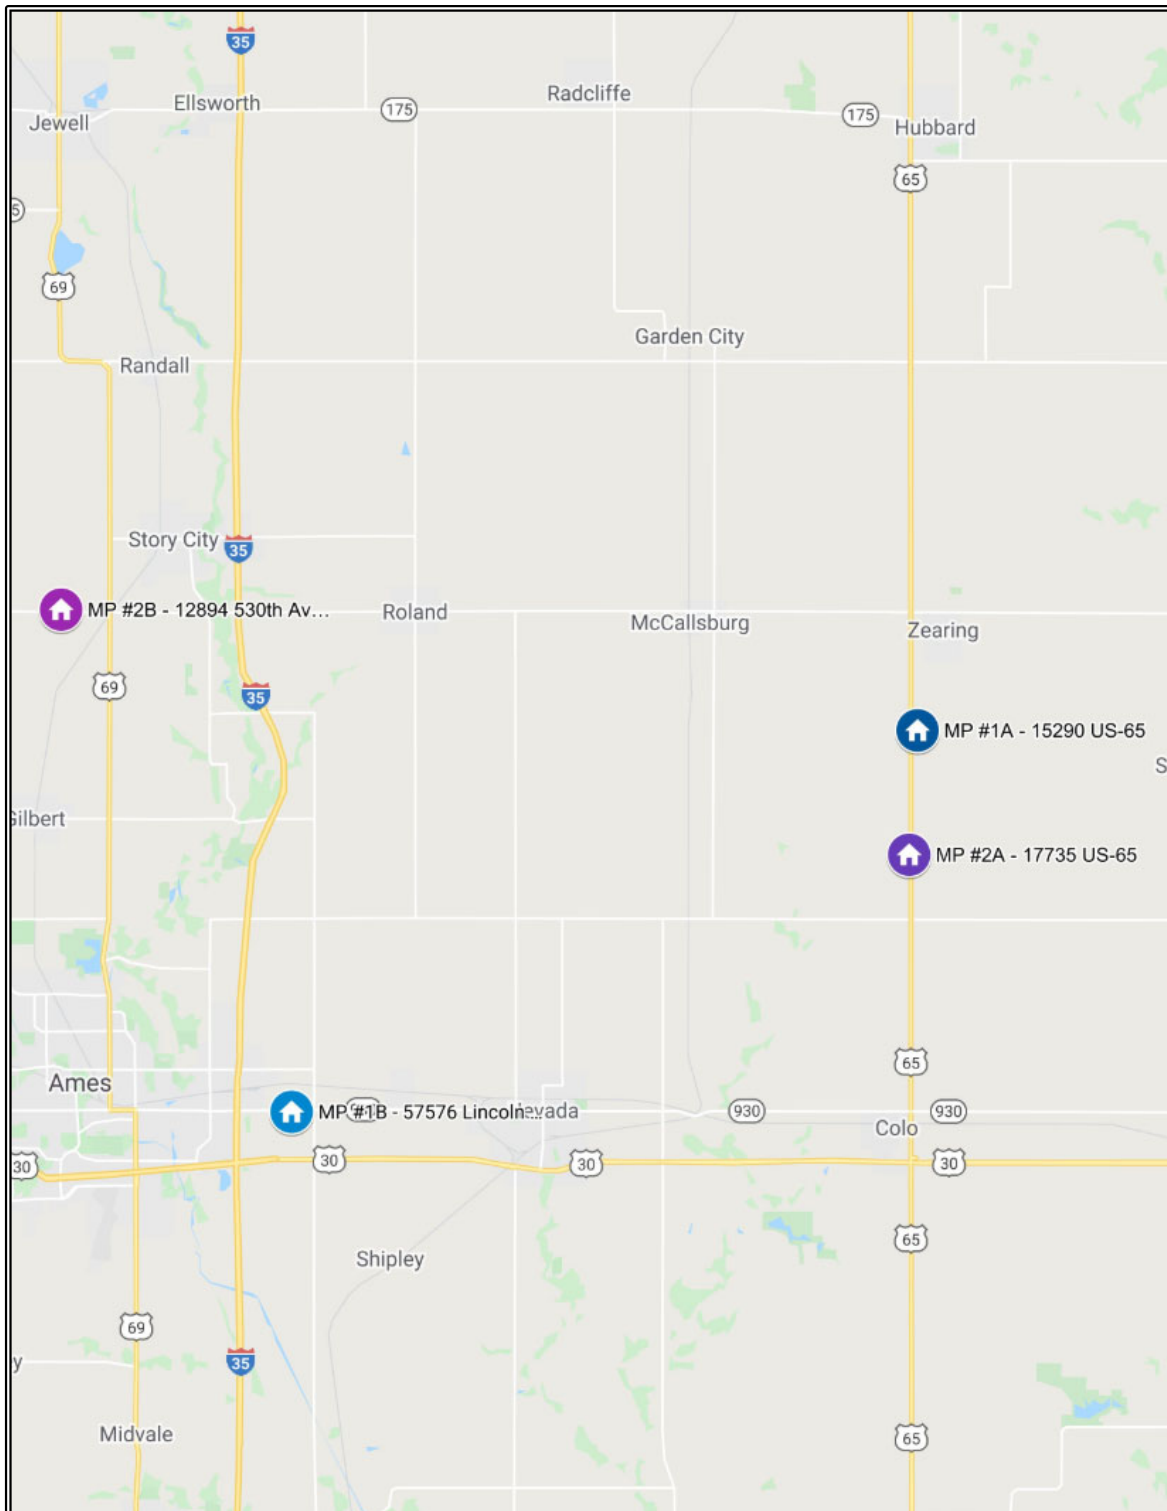 35
Ellsworth
Radcliffe
175
175
Jewell
Hubbard
65
69
Garden City
Randall
Story City
35
MP #2B - 12894 530th Av...
Roland
McCallsburg
Zearing
69
35
MP #1A - 15290 US-65
Gilbert
MP #2A - 17735 US-65
65
Ames
MP #1B - 57576 Lincoln...
930
930
Colo
30
30
30
30
65
Shipley
69
35
Midvale
65